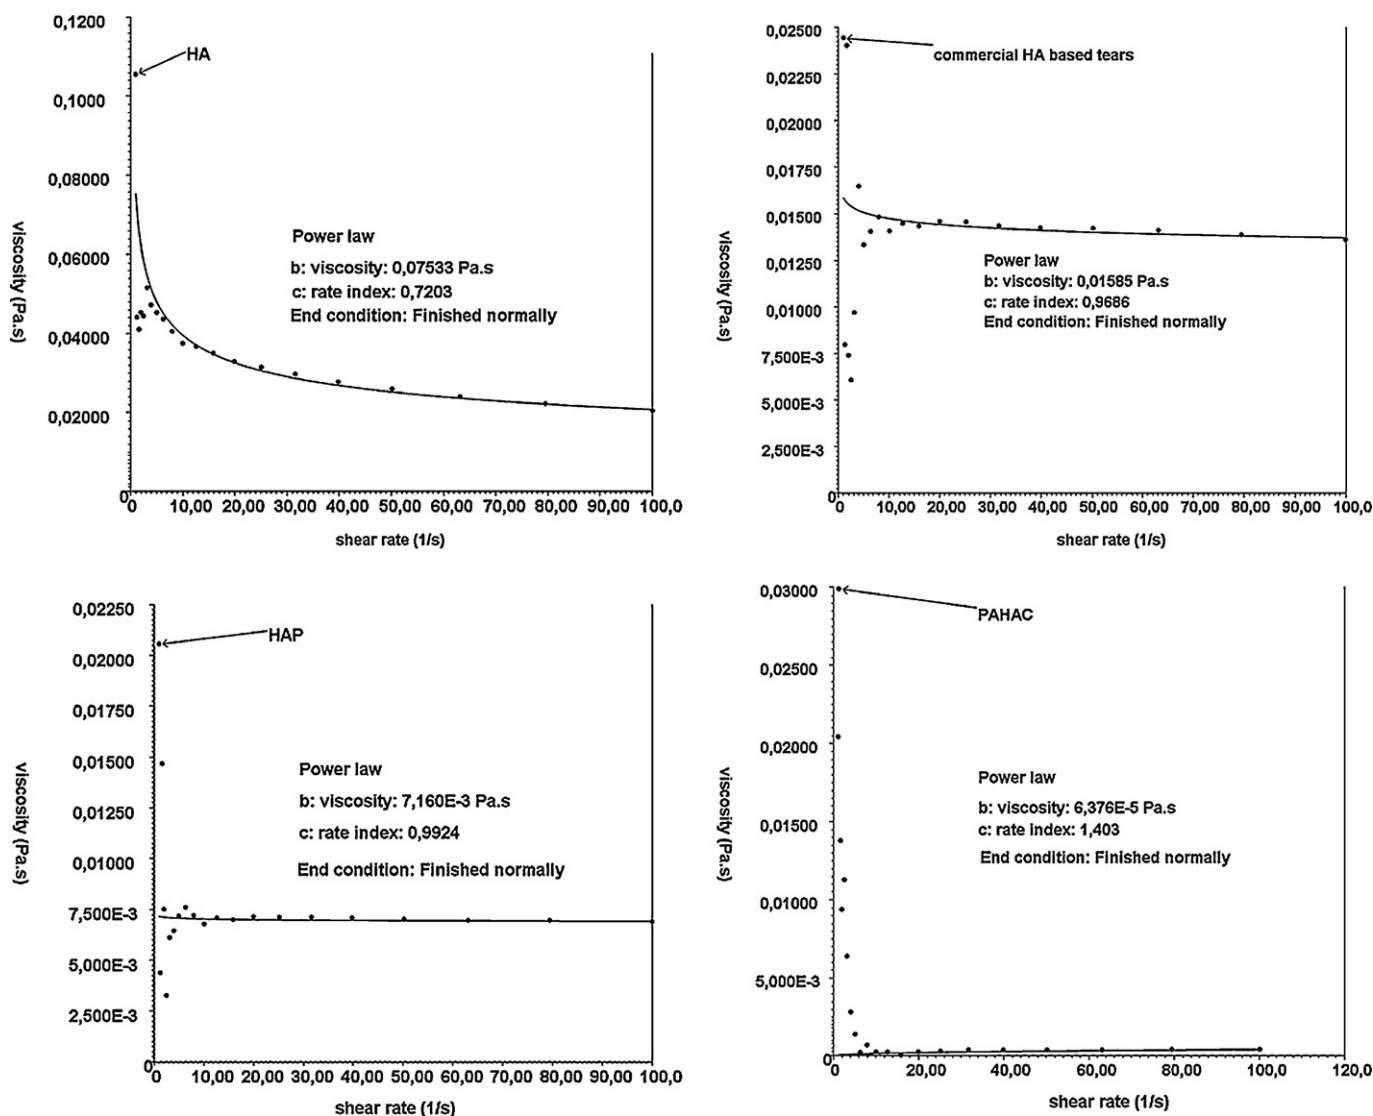 0,1200
HA
0,1000
0,08000
viscosity (Pa.s)
Power law
0,06000
b: viscosity: 0,07533 Pa.s
c: rate index: 0,7203
End condition: Finished normally
0,04000
0,02000
0
0 10,00 20,00 30,00 40,00 50,00 60,00 70,00 80,00 90,00 100,0
shear rate (1/s)
0,02500
commercial HA based tears
0,02250
0,02000
0,01750
0,01500
viscosity (Pa.s)
0,01250
Power law
b: viscosity: 0,01585 Pa.s
0,01000
c: rate index: 0,9686
End condition: Finished normally
7,500E-3
5,000E-3
2,500E-3
0
0 10,00 20,00 30,00 40,00 50,00 60,00 70,00 80,00 90,00 100,0
shear rate (1/s)
0,02250
HAP
0,02000
0,01750
0,01500
viscosity (Pa.s)
Power law
0,01250
b: viscosity: 7,160E-3 Pa.s
c: rate index: 0,9924
0,01000
End condition: Finished normally
7,500E-3
5,000E-3
2,500E-3
0
0 10,00 20,00 30,00 40,00 50,00 60,00 70,00 80,00 90,00 100,0
shear rate (1/s)
0,03000
PAHAC
0,02500
0,02000
viscosity (Pa.s)
Power law
b: viscosity: 6,376E-5 Pa.s
0,01500
c: rate index: 1,403
End condition: Finished normally
0,01000
5,000E-3
0
0 20,00 40,00 60,00 80,00 100,0 120,0
shear rate (1/s)